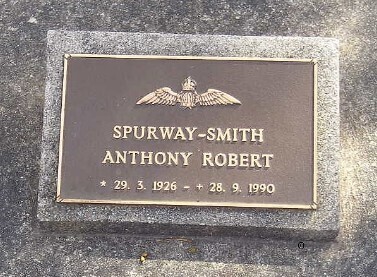 SPURWAY-SMITH
ANTHONY ROBERT
* 29. 3. 1926 - + 28. 9. 1990